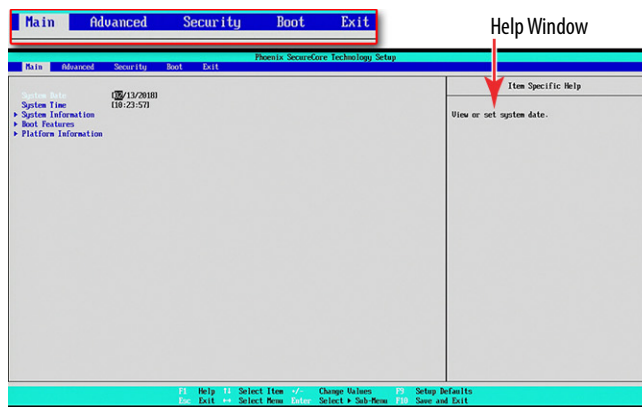 Main Advanced Security Boot Exit
Help Window
Phoenix SecureCore Technology Setup
Main Advanced Security Boot Exit
Item Specific Help
System Date [02/13/2018]
System Time [10:23:57]
System Information
Boot Features
Platform Information
View or set system date.
F1 Help ↑↓ Select Item +/- Change Values F9 Setup Defaults
Esc Exit ↔ Select Menu Enter Select ▶ Sub-Menu F10 Save and Exit